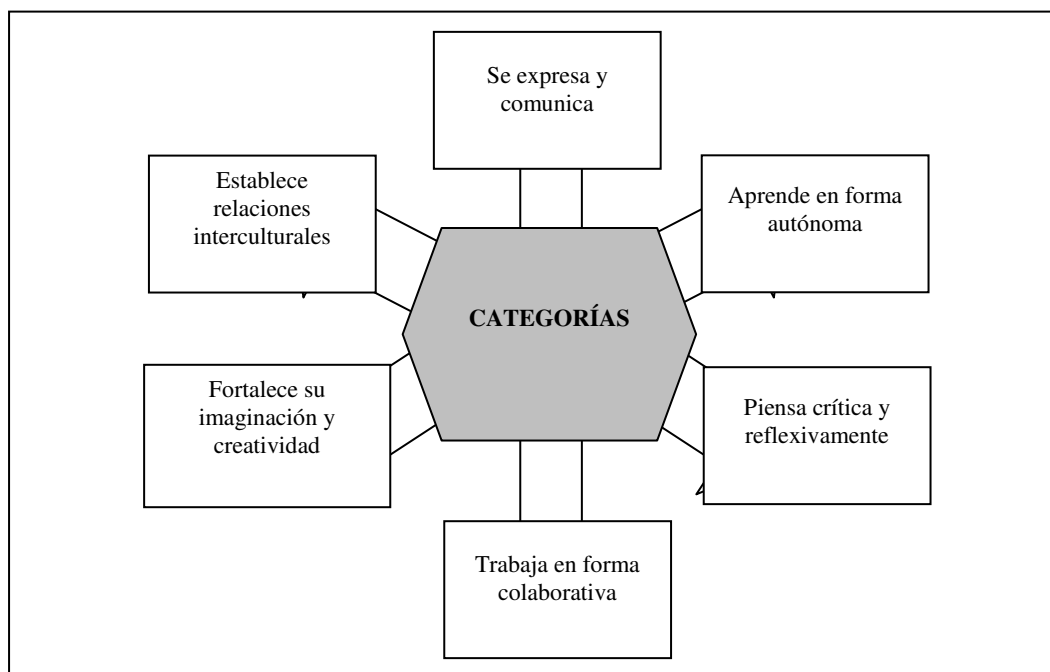 Se expresa y
comunica
Establece
relaciones
interculturales
Aprende en forma
autónoma
CATEGORÍAS
Fortalece su
imaginación y
creatividad
Piensa crítica y
reflexivamente
Trabaja en forma
colaborativa